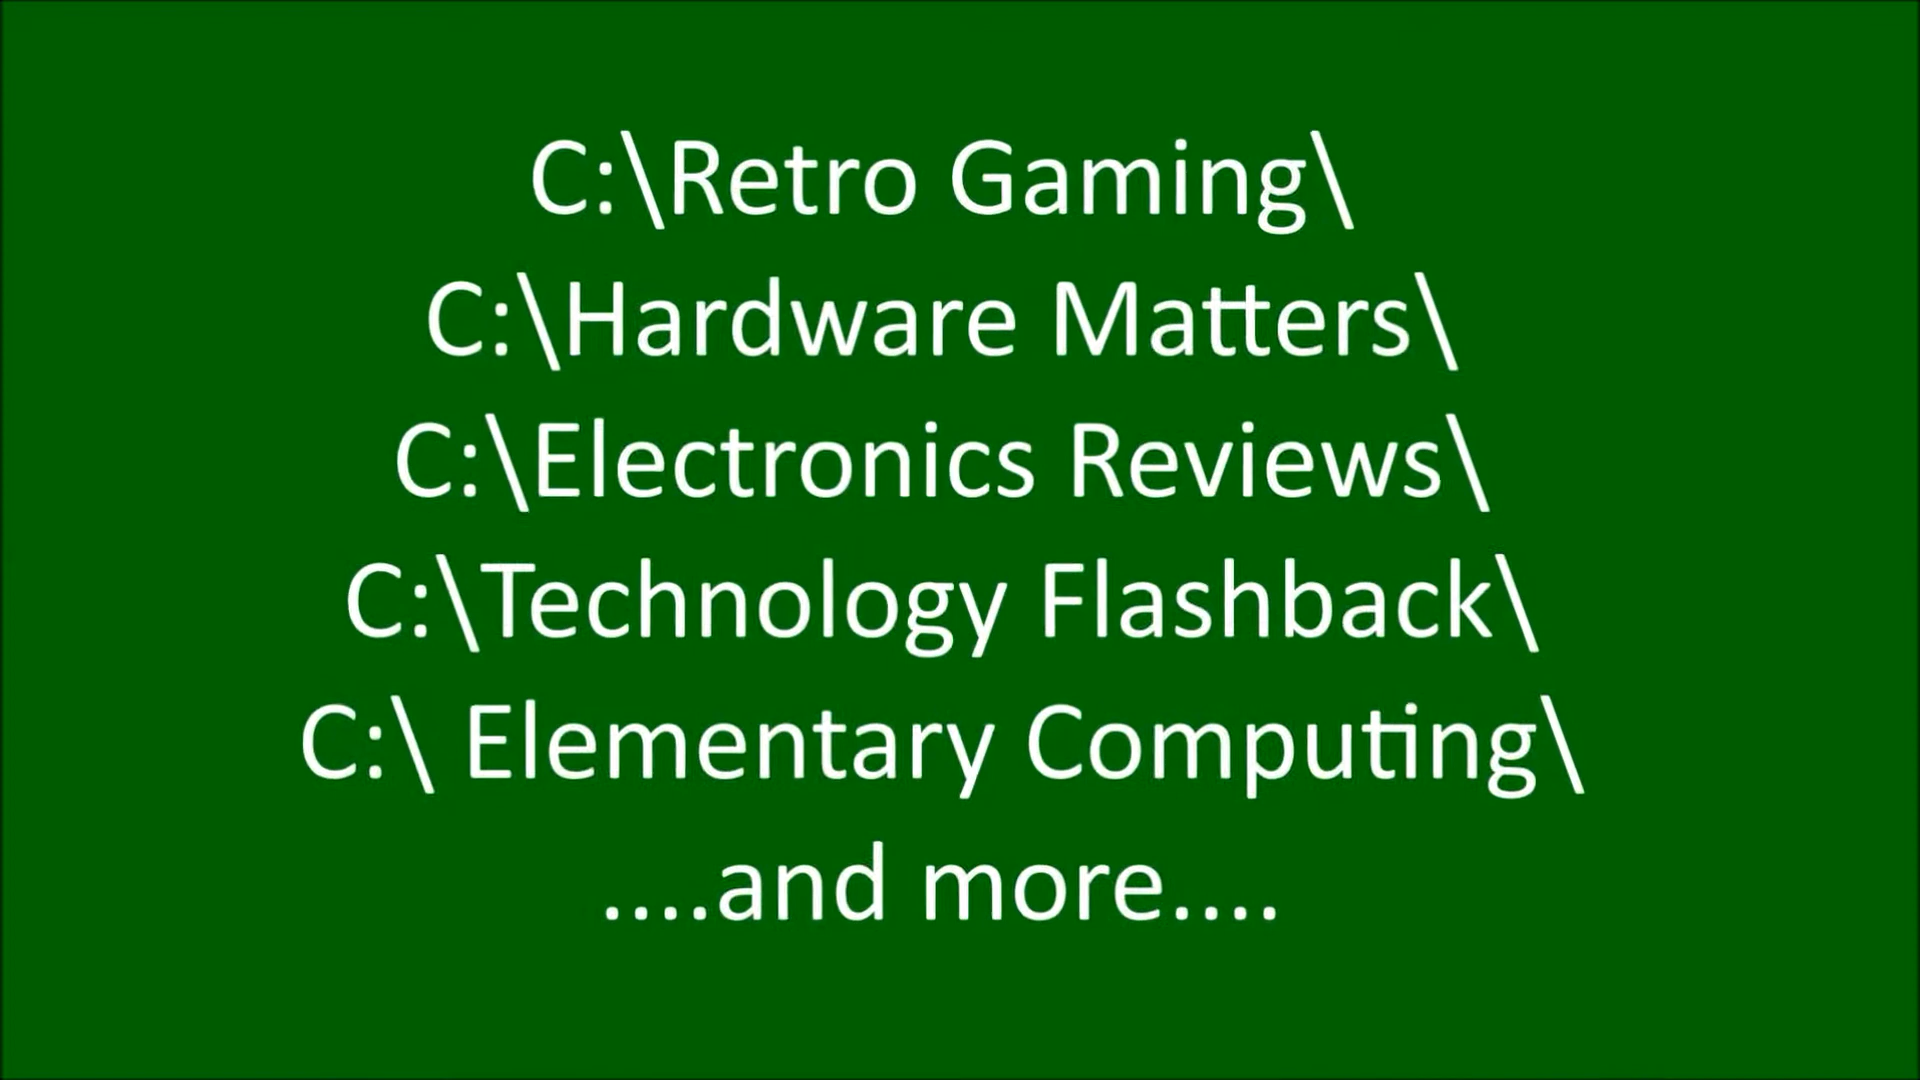 C:\Retro Gaming\
C:\Hardware Matters\
C:\Electronics Reviews\
C:\Technology Flashback\
C:\ Elementary Computing\
....and more....